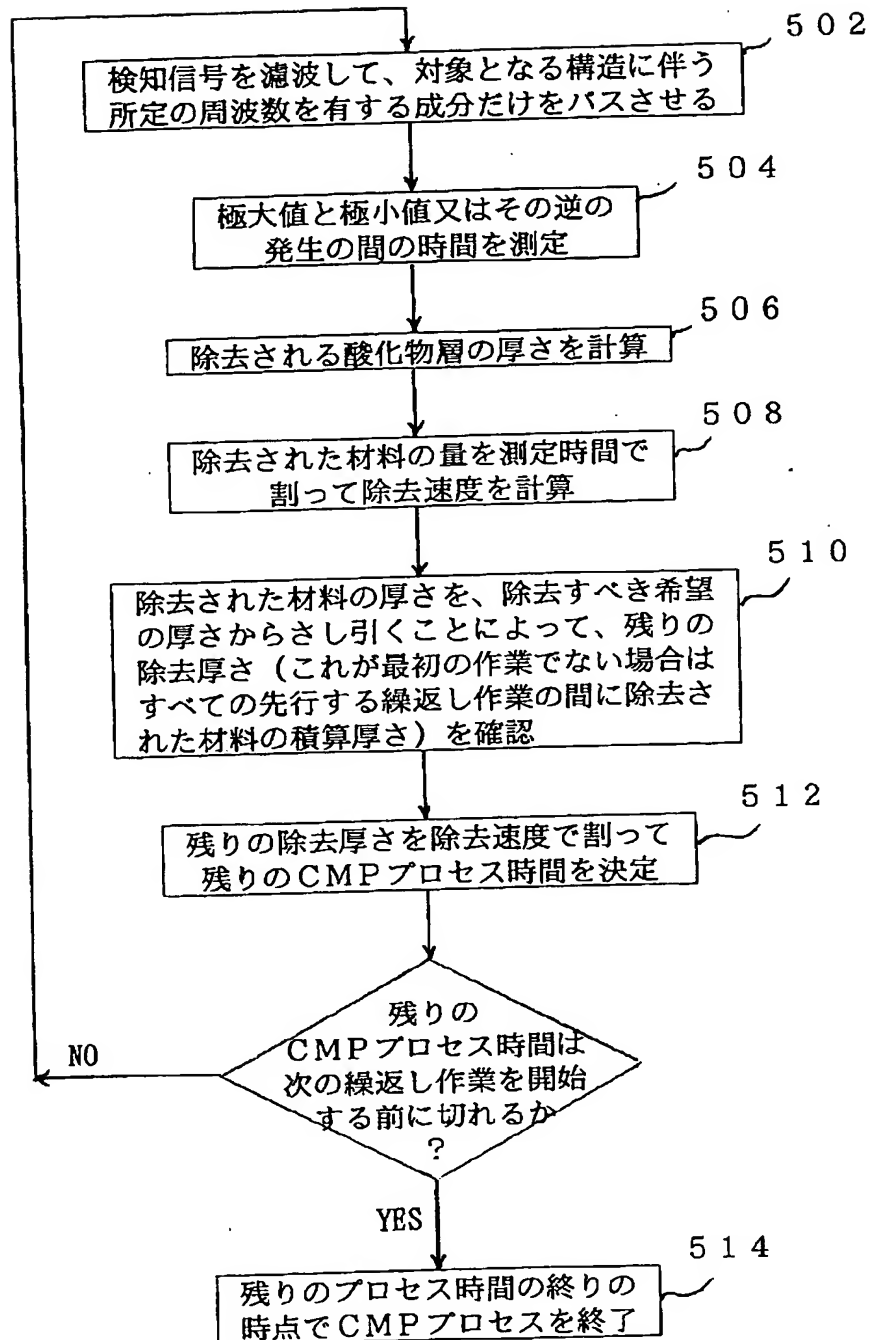 502
検知信号を濾波して、対象となる構造に伴う
所定の周波数を有する成分だけをパスさせる
504
極大値と極小値又はその逆の
発生の間の時間を測定
506
除去される酸化物層の厚さを計算
508
除去された材料の量を測定時間で
割って除去速度を計算
510
除去された材料の厚さを、除去すべき希望
の厚さからさし引くことによって、残りの
除去厚さ（これが最初の作業でない場合は
すべての先行する繰返し作業の間に除去さ
れた材料の積算厚さ）を確認
512
残りの除去厚さを除去速度で割って
残りのCMPプロセス時間を決定
残りの
CMPプロセス時間は
次の繰返し作業を開始
する前に切れるか
?
NO
YES
514
残りのプロセス時間の終りの
時点でCMPプロセスを終了